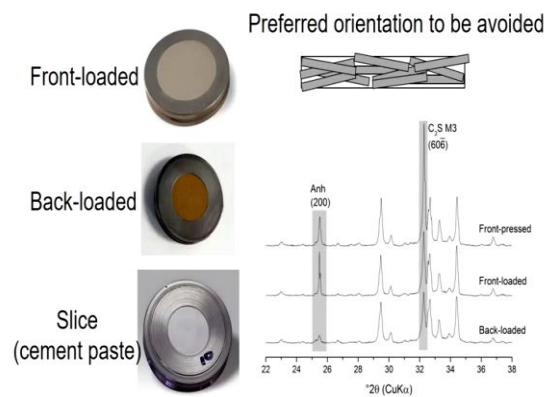 Preferred orientation to be avoided
Front-loaded
Back-loaded
Slice
(cement paste)
C₃S M3
(606̅)
Anh
(200)
Front-pressed
Front-loaded
Back-loaded
22 24 26 28 30 32 34 36 38
°2θ (CuKα)